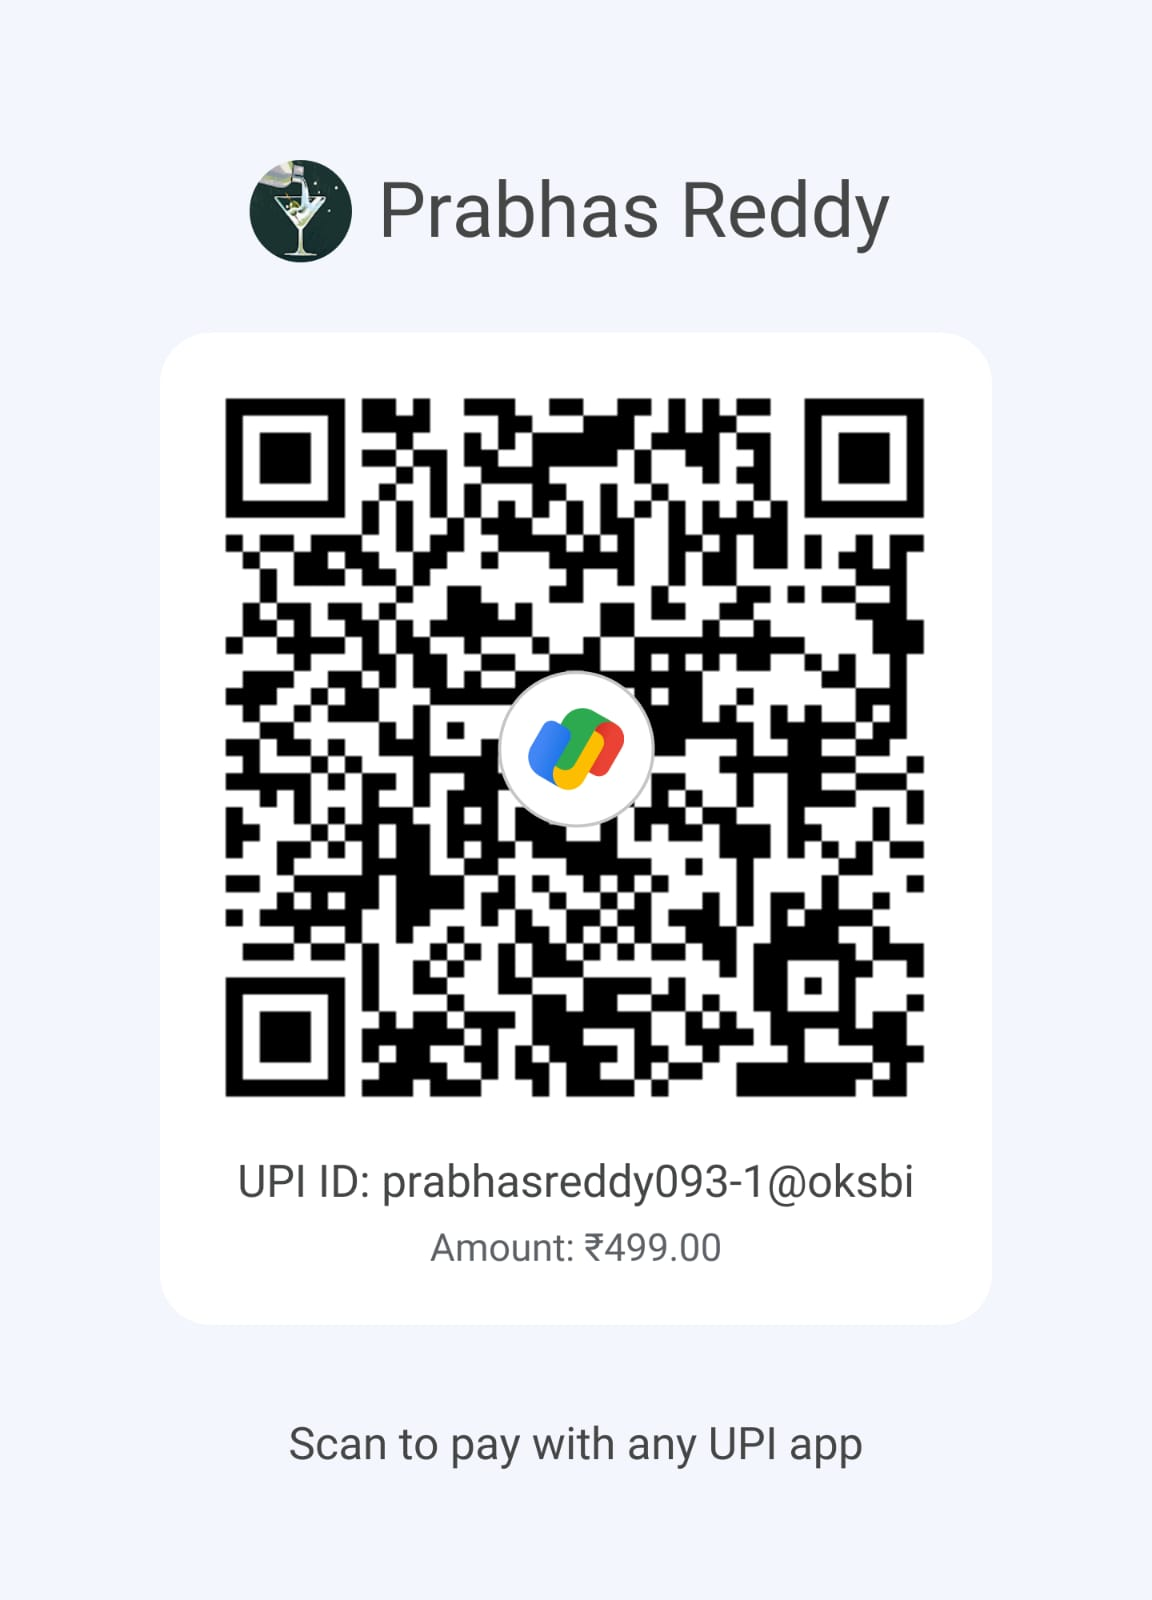 Prabhas Reddy
UPI ID: prabhasreddy093-1@oksbi
Amount: ₹499.00
Scan to pay with any UPI app